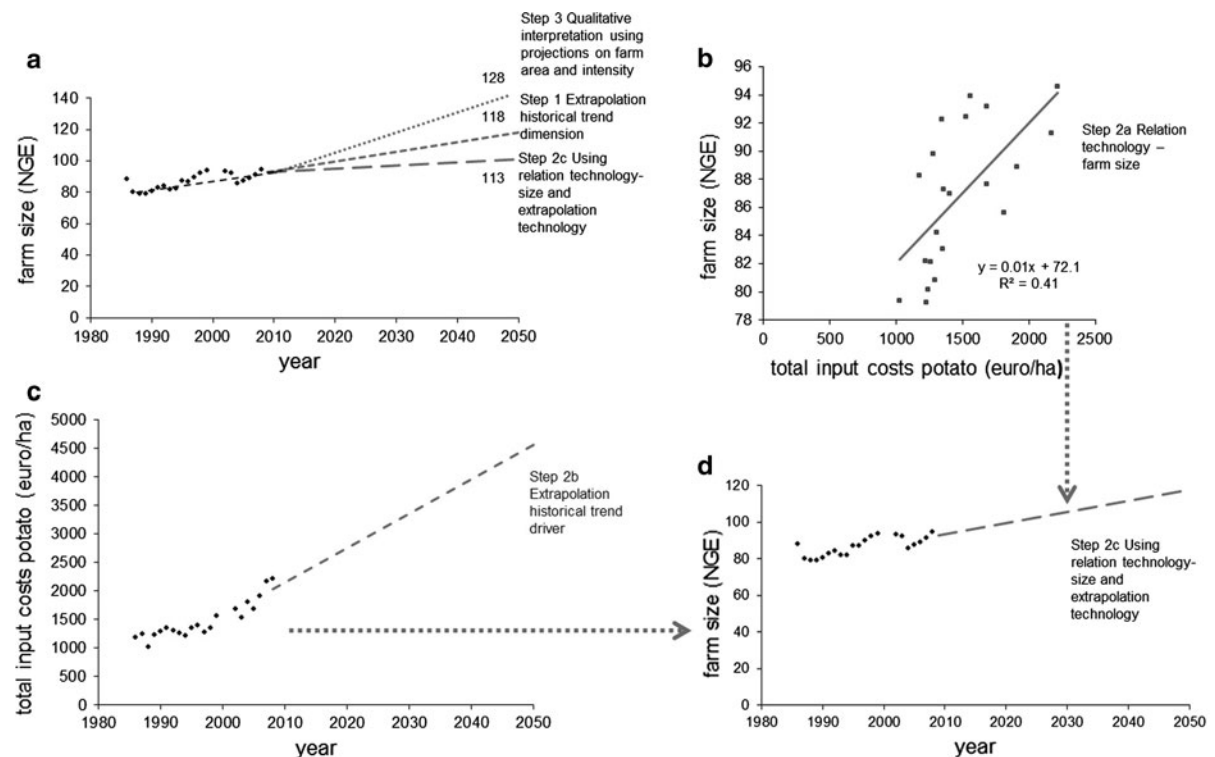 a
Step 3 Qualitative
interpretation using
projections on farm
area and intensity
128
Step 1 Extrapolation
118
historical trend
dimension
Step 2c Using
relation technology-
113
size and
extrapolation
technology
140
120
100
80
60
40
20
0
farm size (NGE)
1980 1990 2000 2010 2020 2030 2040 2050
year
b
96
94
92
90
88
86
84
82
80
78
farm size (NGE)
Step 2a Relation
technology –
farm size
y = 0.01x + 72.1
R² = 0.41
0 500 1000 1500 2000 2500
total input costs potato (euro/ha)
c
5000
4500
4000
3500
3000
2500
2000
1500
1000
500
0
total input costs potato (euro/ha)
Step 2b
Extrapolation
historical trend
driver
1980 1990 2000 2010 2020 2030 2040 2050
year
d
120
100
80
60
40
20
0
farm size (NGE)
Step 2c Using
relation technology-
size and
extrapolation
technology
1980 1990 2000 2010 2020 2030 2040 2050
year